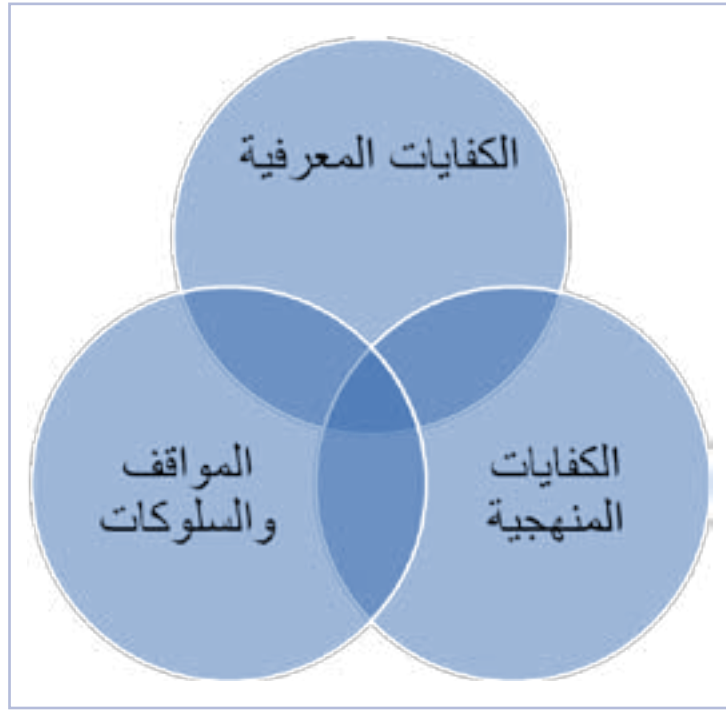 الكفايات المعرفية
الكفايات
المنهجية
المواقف
والسلوكات